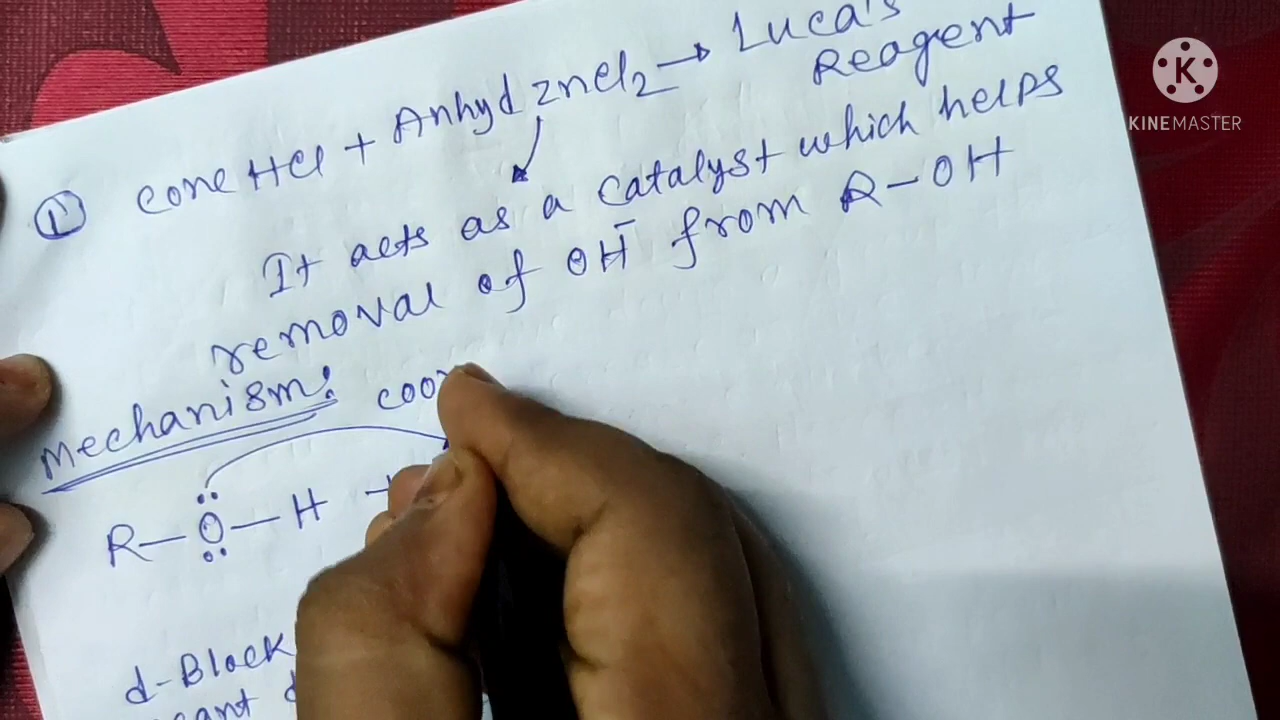 ① conc HCl + Anhyd ZnCl2 → Luca's Reagent
It acts as a catalyst which helps
removal of OH⁻ from R-OH
Mechanism:
R-O-H +
d-Block
KINEMASTER